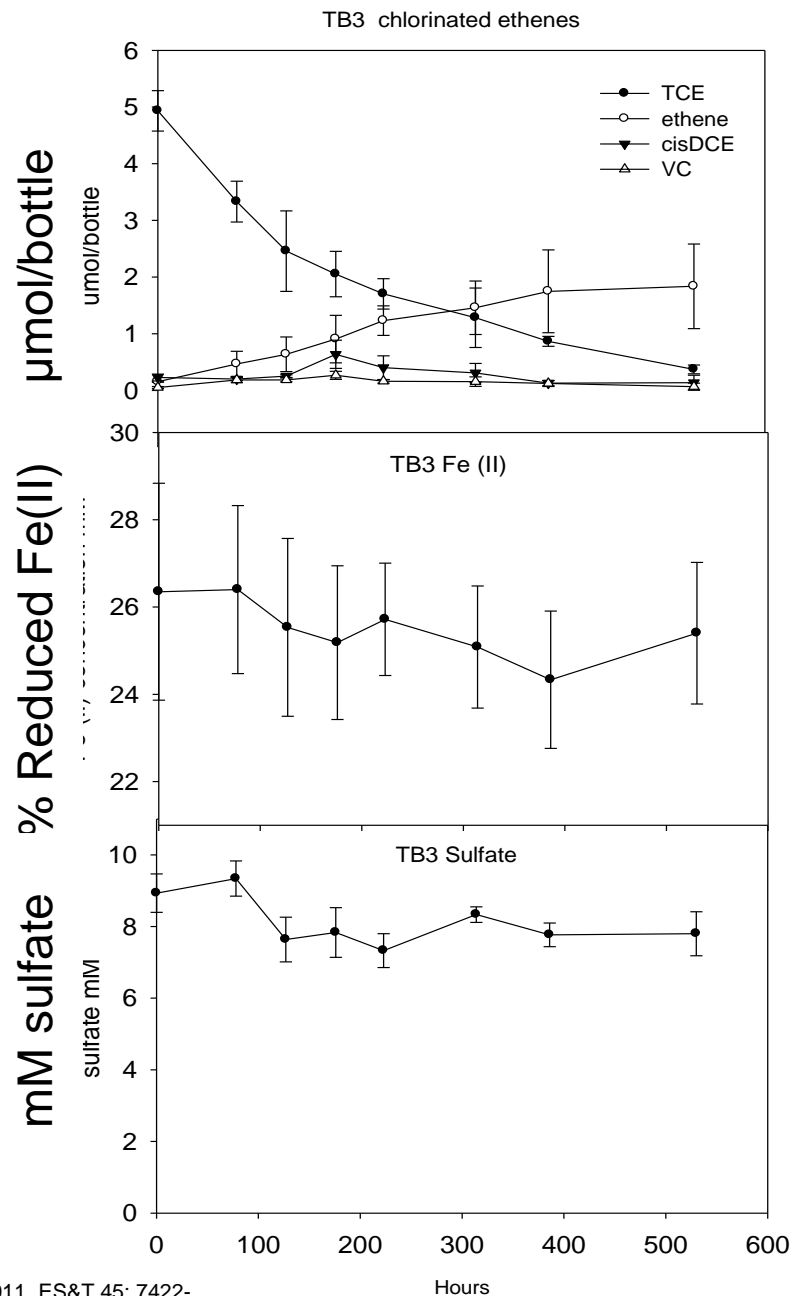 TB3 chlorinated ethenes
6
5
4
3
2
1
0
TCE
ethene
cisDCE
VC
µmol/bottle
umol/bottle
30
28
26
24
22
TB3 Fe (II)
% Reduced Fe(II)
10
8
6
4
2
0
TB3 Sulfate
mM sulfate
sulfate mM
0 100 200 300 400 500 600
Hours
ES&T 45: 7422-